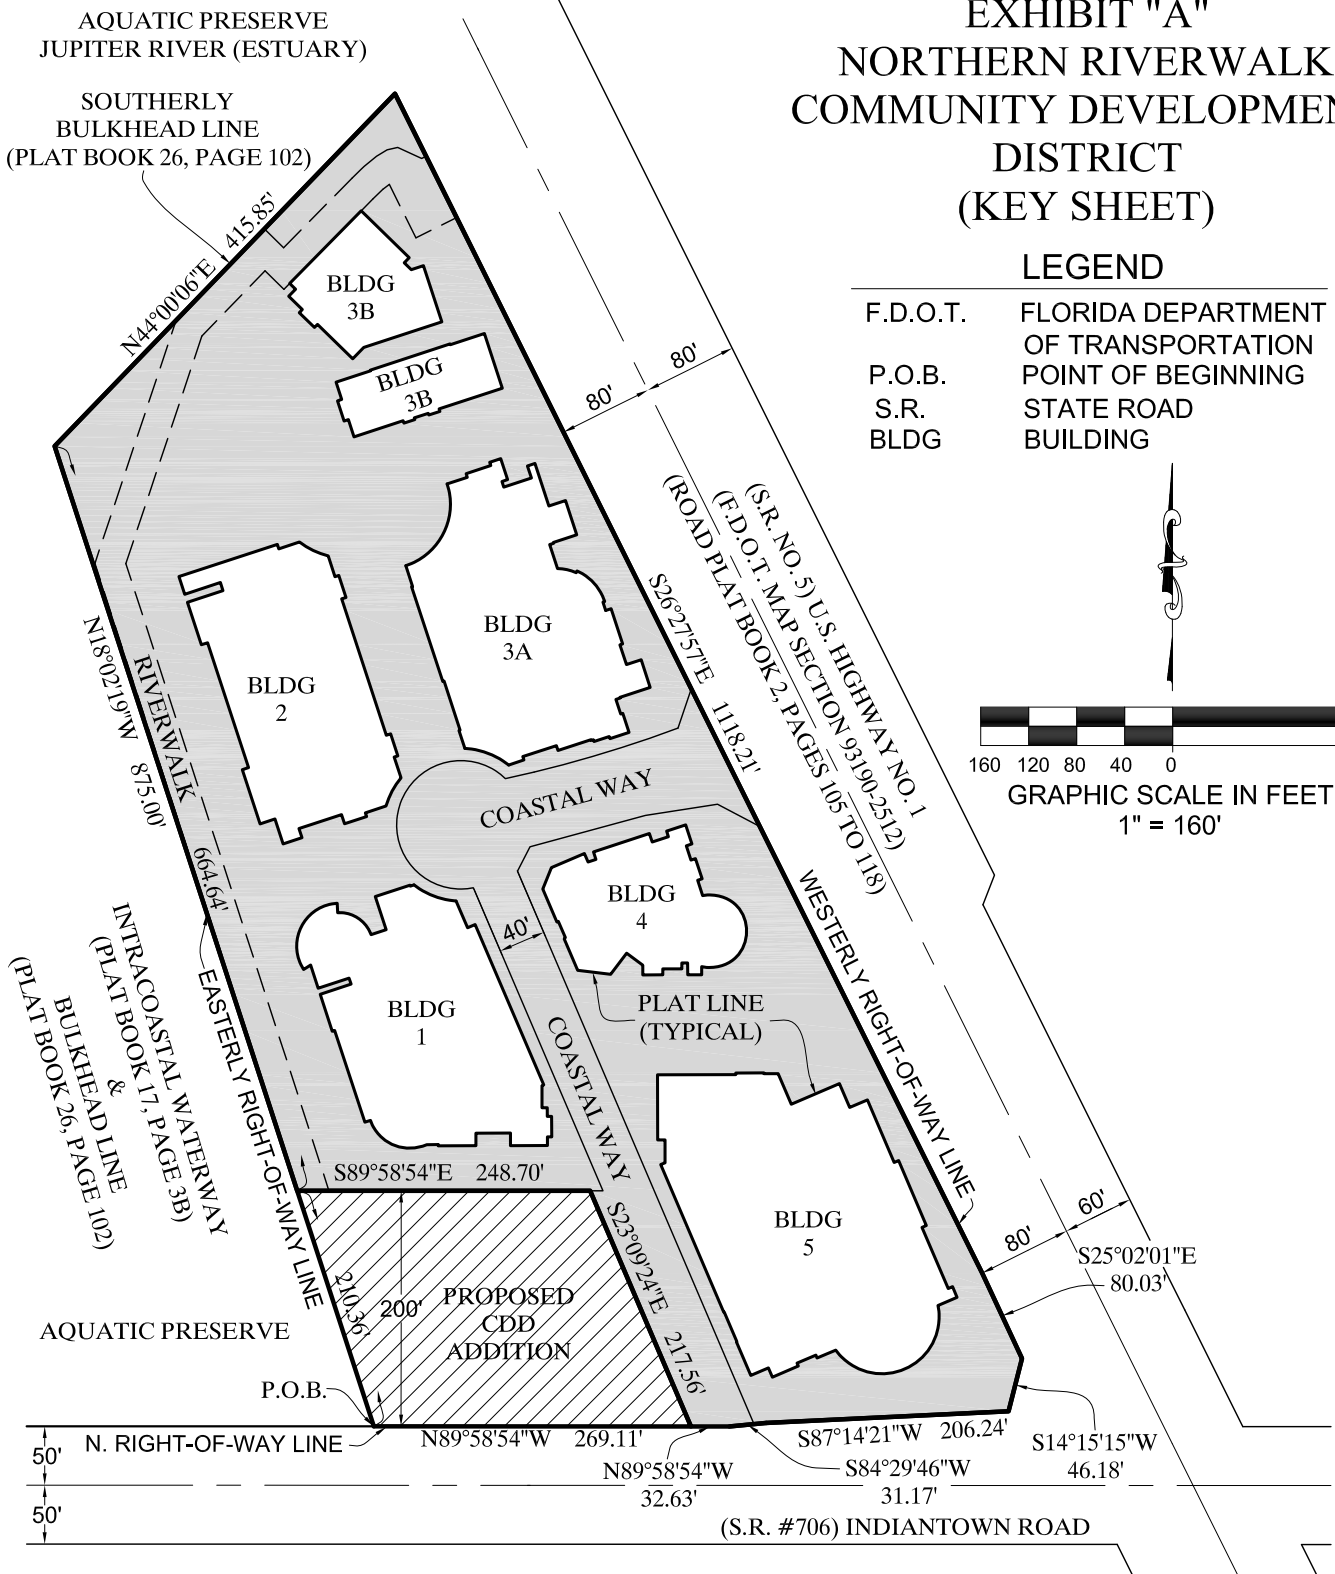 AQUATIC PRESERVE
JUPITER RIVER (ESTUARY)
SOUTHERLY
BULKHEAD LINE
(PLAT BOOK 26, PAGE 102)
EXHIBIT "A"
NORTHERN RIVERWALK
COMMUNITY DEVELOPMEN
DISTRICT
(KEY SHEET)
LEGEND
F.D.O.T. FLORIDA DEPARTMENT
OF TRANSPORTATION
P.O.B. POINT OF BEGINNING
S.R. STATE ROAD
BLDG BUILDING
N44°00'06"E 415.85'
BLDG
3B
BLDG
3B
80'
80'
(S.R. NO. 5) U.S. HIGHWAY NO. 1
(F.D.O.T. MAP SECTION 93190-2512)
(ROAD PLAT BOOK 2, PAGES 105 TO 118)
S26°27'57"E 1118.21'
BLDG
3A
BLDG
2
N18°02'19"W 875.00'
RIVERWALK
664.64'
160 120 80 40 0
GRAPHIC SCALE IN FEET
1" = 160'
COASTAL WAY
BLDG
4
40'
WESTERLY RIGHT-OF-WAY LINE
PLAT LINE
(TYPICAL)
BLDG
1
COASTAL WAY
EASTERLY RIGHT-OF-WAY LINE
INTRACOASTAL WATERWAY
(PLAT BOOK 17, PAGE 3B)
&
BULKHEAD LINE
(PLAT BOOK 26, PAGE 102)
S89°58'54"E 248.70'
BLDG
5
60'
80'
S25°02'01"E
80.03'
S23°09'24"E 217.56'
210.36'
200'
PROPOSED
CDD
ADDITION
AQUATIC PRESERVE
P.O.B.
N. RIGHT-OF-WAY LINE
N89°58'54"W 269.11'
N89°58'54"W
32.63'
S87°14'21"W 206.24'
S84°29'46"W
31.17'
S14°15'15"W
46.18'
50'
50'
(S.R. #706) INDIANTOWN ROAD